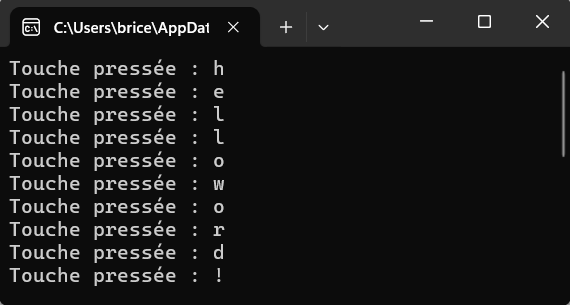 C:\Users\brice\AppDat
Touche pressée : h
Touche pressée : e
Touche pressée : l
Touche pressée : l
Touche pressée : o
Touche pressée : w
Touche pressée : o
Touche pressée : r
Touche pressée : d
Touche pressée : !